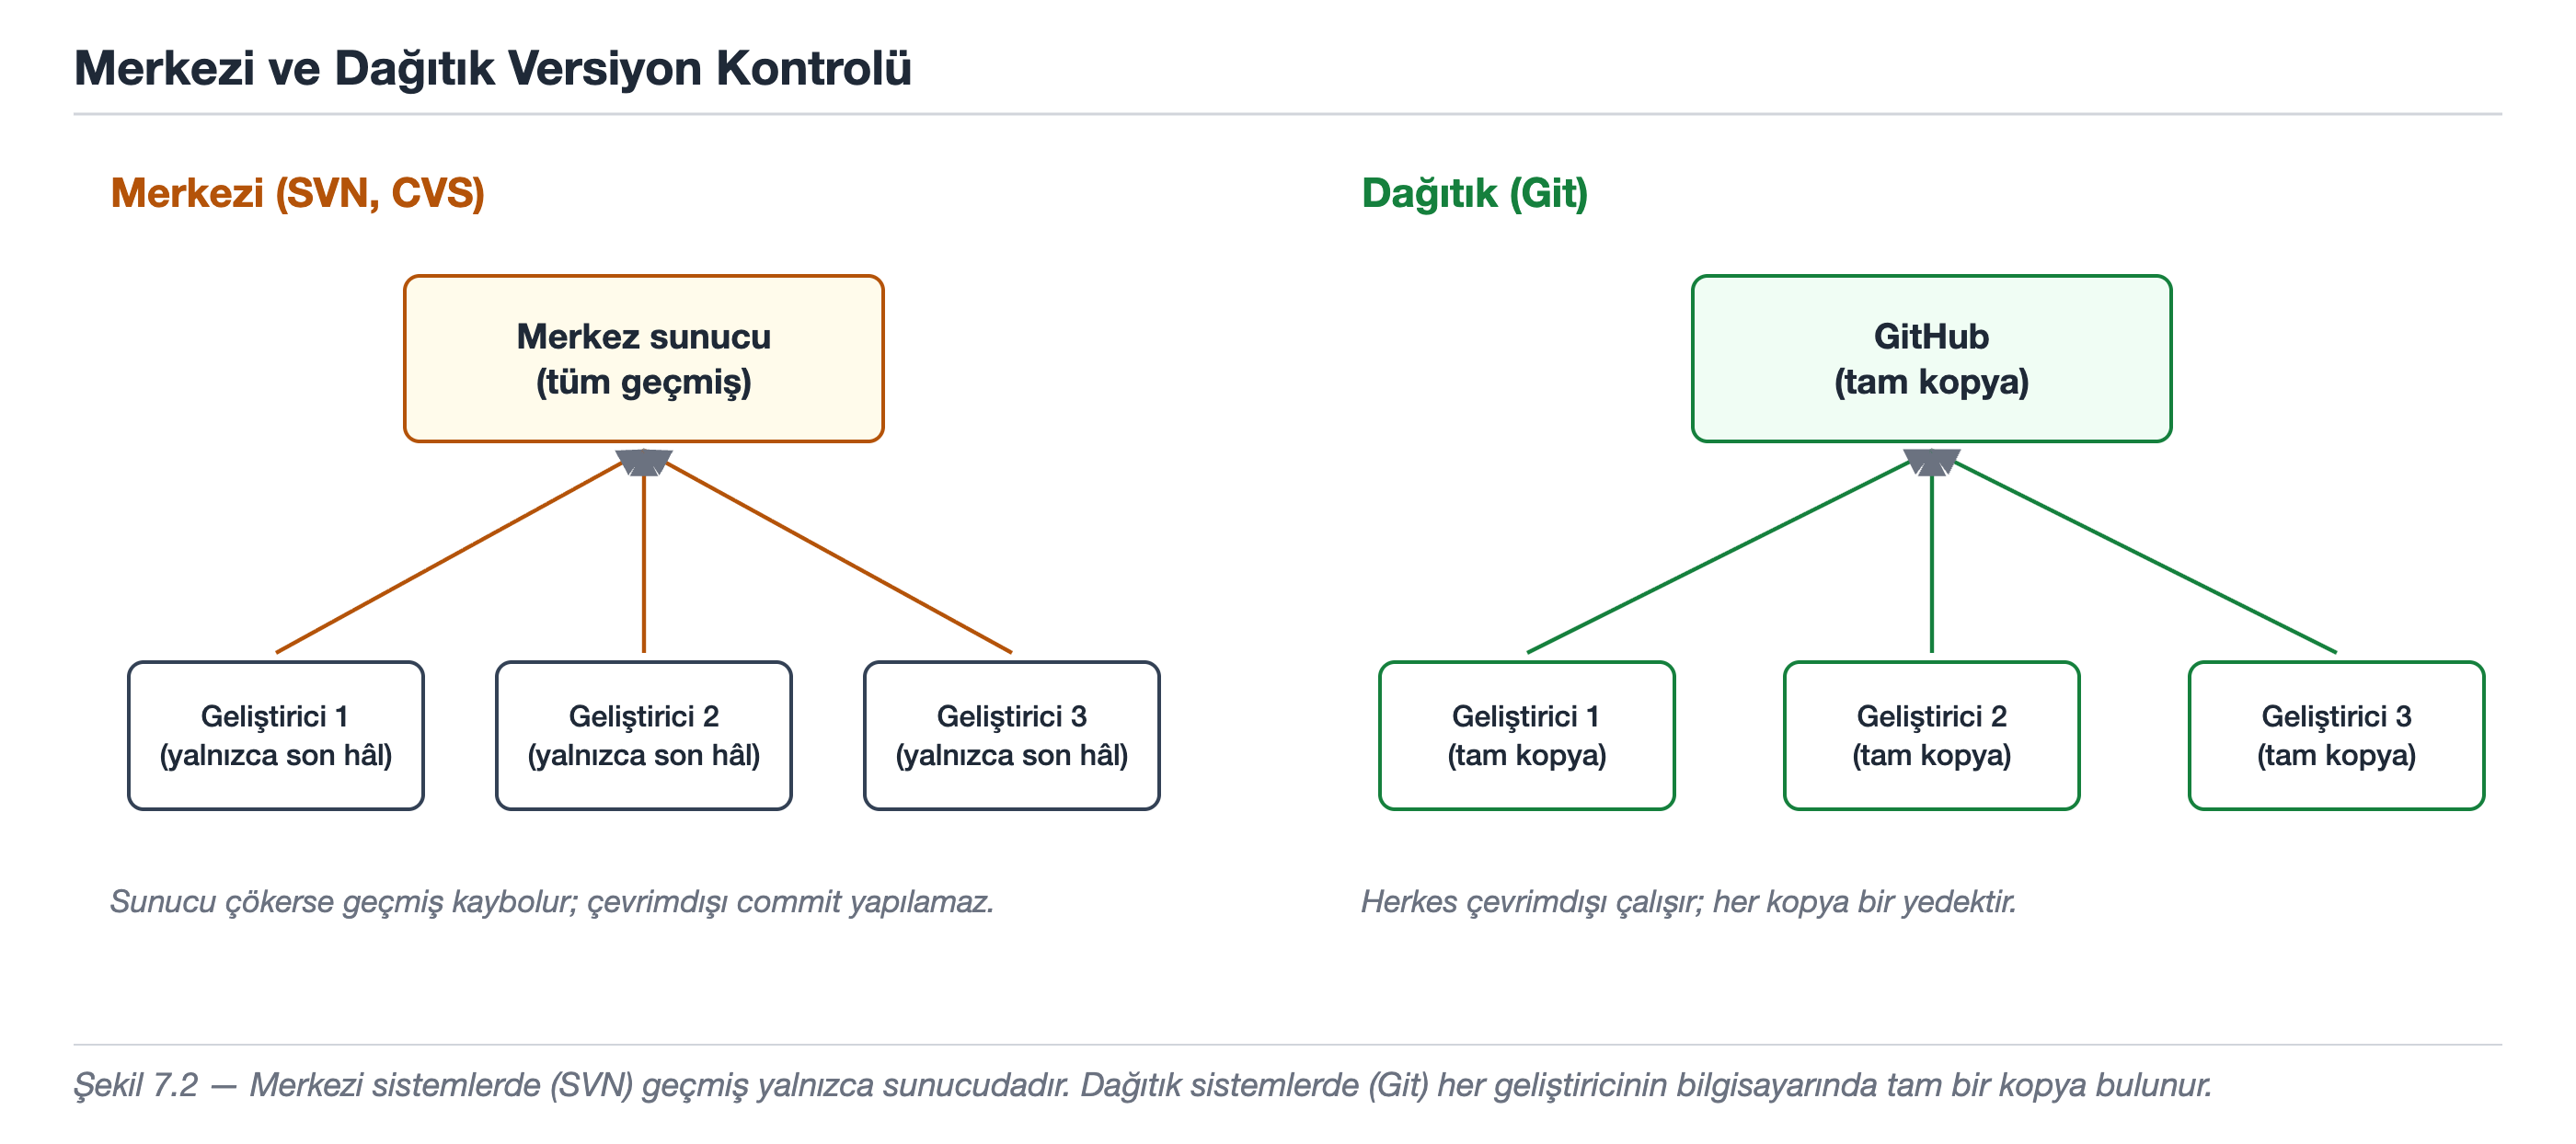 Merkezi ve Dağıtık Versiyon Kontrolü
Merkezi (SVN, CVS)
Merkez sunucu
(tüm geçmiş)
Geliştirici 1
(yalnızca son hâl)
Geliştirici 2
(yalnızca son hâl)
Geliştirici 3
(yalnızca son hâl)
Sunucu çökerse geçmiş kaybolur; çevrimdışı commit yapılamaz.
Dağıtık (Git)
GitHub
(tam kopya)
Geliştirici 1
(tam kopya)
Geliştirici 2
(tam kopya)
Geliştirici 3
(tam kopya)
Herkes çevrimdışı çalışır; her kopya bir yedektir.
Şekil 7.2 — Merkezi sistemlerde (SVN) geçmiş yalnızca sunucudadır. Dağıtık sistemlerde (Git) her geliştiricinin bilgisayarında tam bir kopya bulunur.